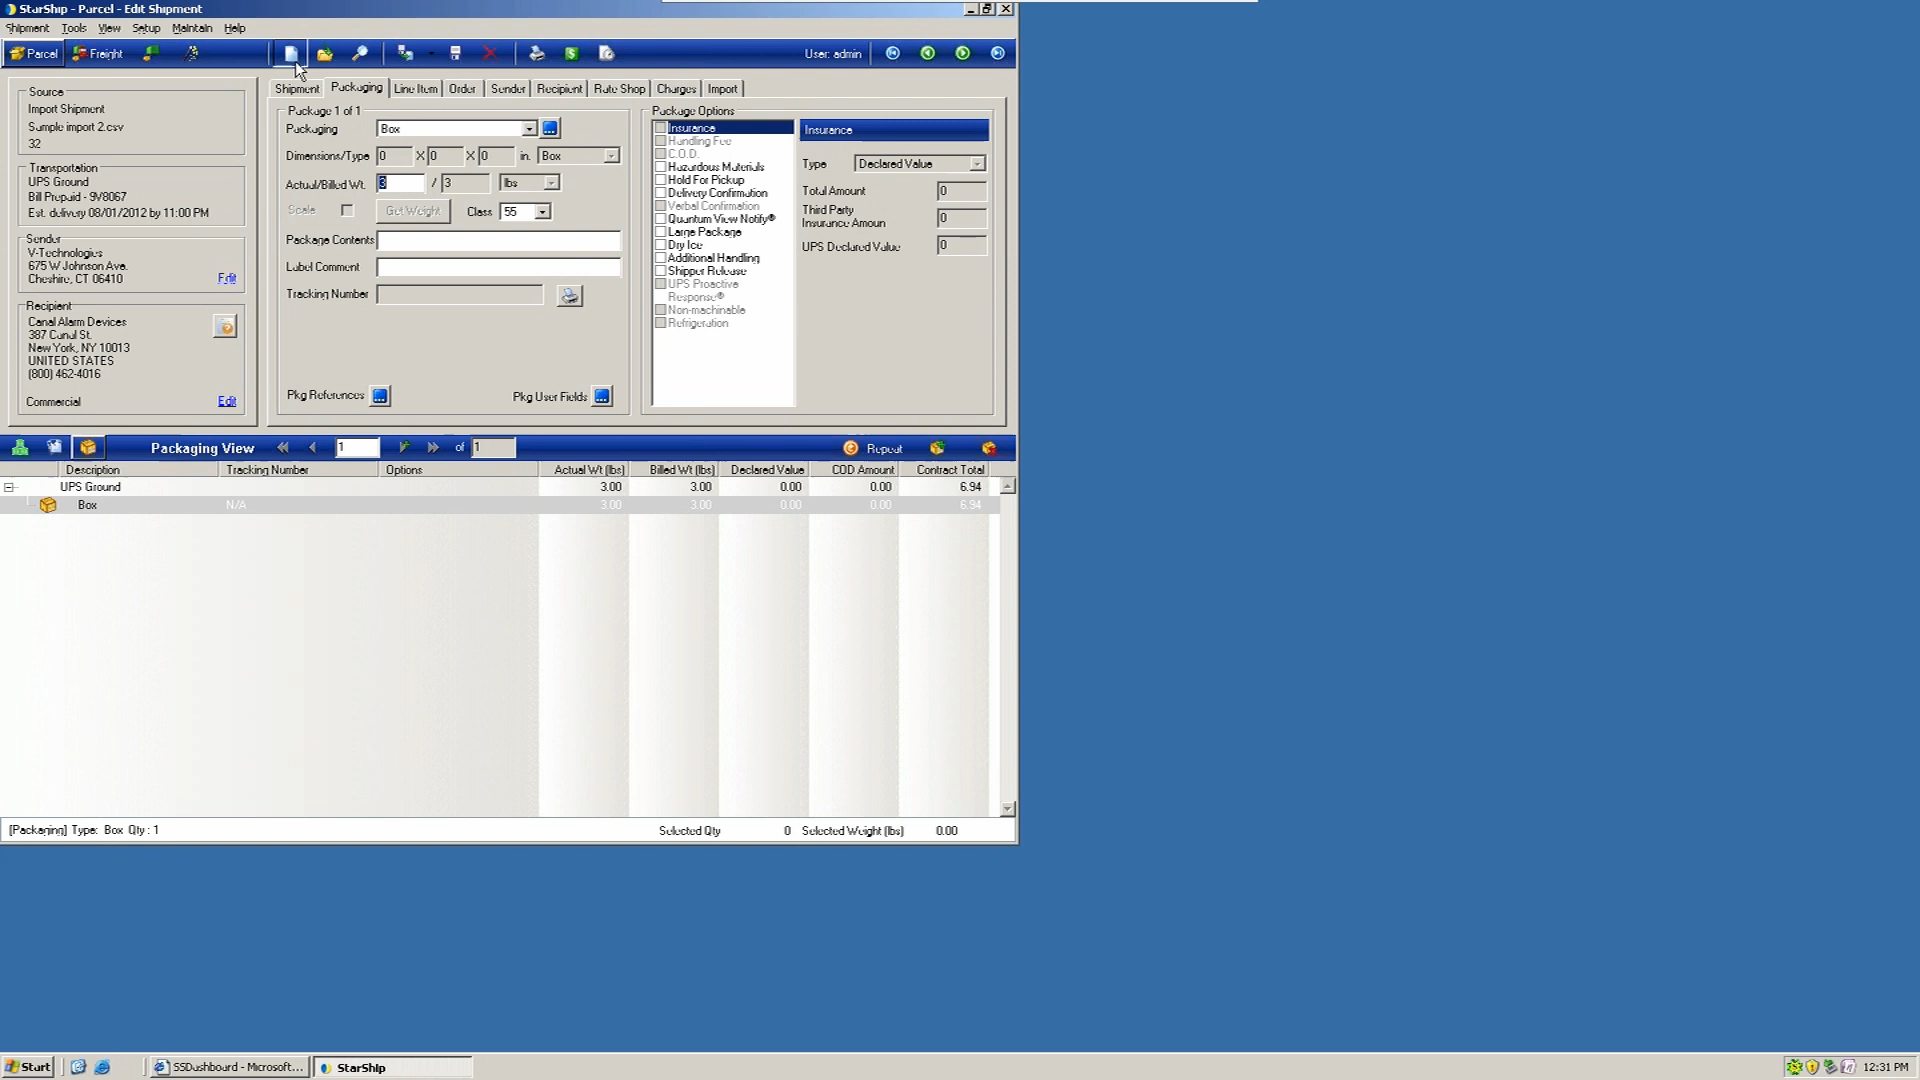 StarShip - Parcel - Edit Shipment
Shipment Tools View Setup Maintain Help
Parcel Freight User: admin
Source
Import Shipment
Sample import 2.csv
32
Transportation
UPS Ground
Bill Prepaid - 9V8067
Est. delivery 08/01/2012 by 11:00 PM
Sender
V-Technologies
675 W Johnson Ave.
Cheshire, CT 06410
Edit
Recipient
Canal Alarm Devices
387 Canal St.
New York, NY 10013
UNITED STATES
(800) 462-4016
Commercial Edit
Shipment Packaging Line Item Order Sender Recipient Rate Shop Charges Import
Package 1 of 1
Packaging Box
Dimensions/Type 0 X 0 X 0 in. Box
Actual/Billed Wt. 3 / 3 lbs
Scale Get Weight Class 55
Package Contents
Label Comment
Tracking Number
Pkg References Pkg User Fields
Package Options
Insurance
Handling Fee
C.O.D.
Hazardous Materials
Hold For Pickup
Delivery Confirmation
Verbal Confirmation
Quantum View Notify®
Large Package
Dry Ice
Additional Handling
Shipper Release
UPS Proactive
Response®
Non-machinable
Refrigeration
Insurance
Type Declared Value
Total Amount 0
Third Party
Insurance Amoun 0
UPS Declared Value 0
Packaging View 1 of 1 Repeat
Description Tracking Number Options Actual Wt (lbs) Billed Wt (lbs) Declared Value COD Amount Contract Total
UPS Ground 3.00 3.00 0.00 0.00 6.94
Box N/A 3.00 3.00 0.00 0.00 6.94
[Packaging] Type: Box Qty : 1 Selected Qty 0 Selected Weight (lbs) 0.00
Start SSDashboard - Microsoft... StarShip 12:31 PM